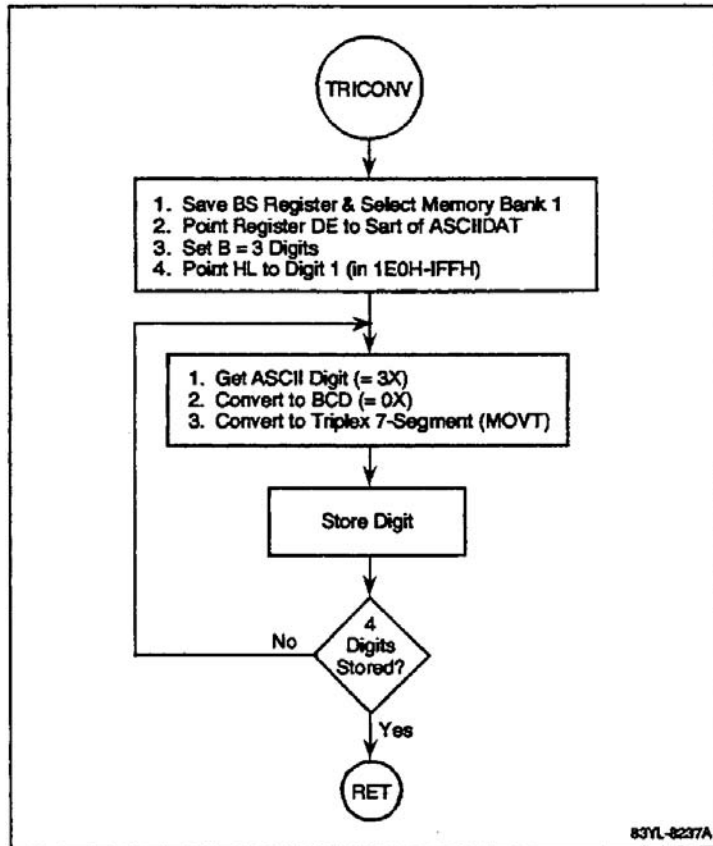 TRICONV
1. Save BS Register & Select Memory Bank 1
2. Point Register DE to Sart of ASCIIDAT
3. Set B = 3 Digits
4. Point HL to Digit 1 (in 1E0H-IFFH)
1. Get ASCII Digit (= 3X)
2. Convert to BCD (= 0X)
3. Convert to Triplex 7-Segment (MOVT)
Store Digit
4
Digits
Stored?
No
Yes
RET
83YL-8237A